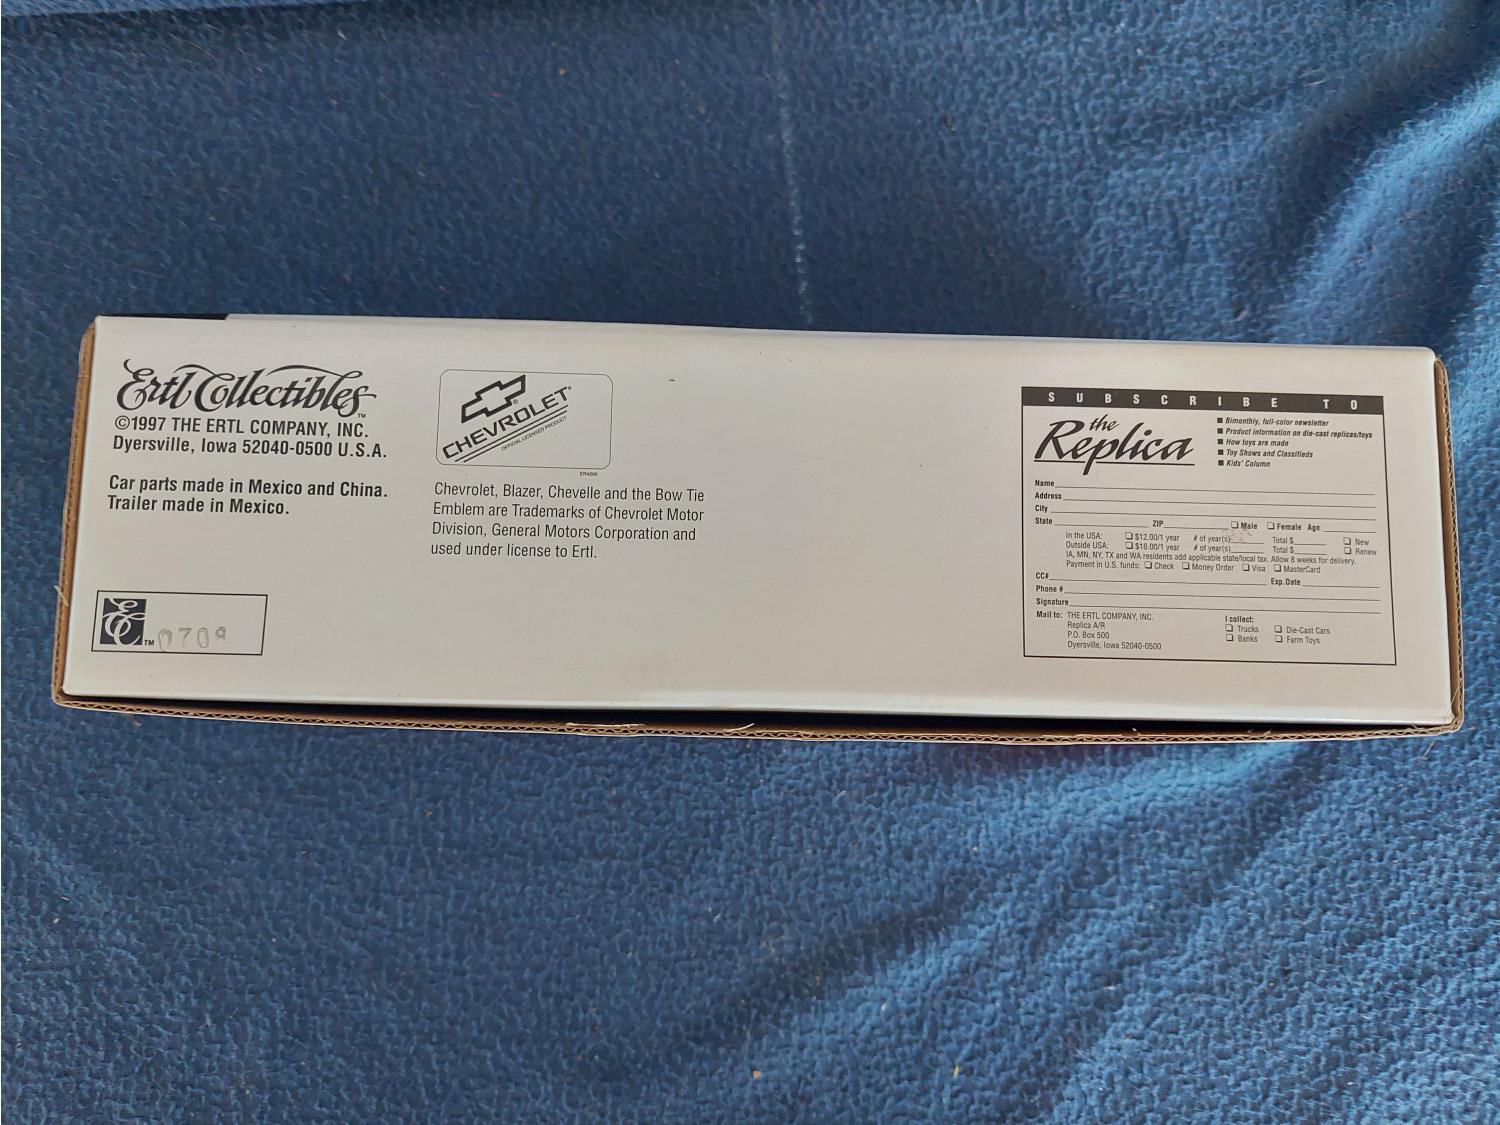 Ertl Collectibles™
©1997 THE ERTL COMPANY, INC.
Dyersville, Iowa 52040-0500 U.S.A.
Car parts made in Mexico and China.
Trailer made in Mexico.
TM 0708
CHEVROLET®
OFFICIAL LICENSED PRODUCT
Chevrolet, Blazer, Chevelle and the Bow Tie
Emblem are Trademarks of Chevrolet Motor
Division, General Motors Corporation and
used under license to Ertl.
SUBSCRIBE TO
the
Replica
■ Bimonthly, full-color newsletter
■ Product information on die-cast replicas/toys
■ How toys are made
■ Toy Shows and Classifieds
■ Kids' Column
Name
Address
City
State ZIP ❏ Male ❏ Female Age
In the USA: ❏ $12.00/1 year # of year(s) Total $ ❏ New
Outside USA: ❏ $16.00/1 year # of year(s) Total $ ❏ Renew
IA, MN, NY, TX and WA residents add applicable state/local tax. Allow 8 weeks for delivery.
Payment in U.S. funds: ❏ Check ❏ Money Order ❏ Visa ❏ MasterCard
CC# Exp. Date
Phone #
Signature
Mail to: THE ERTL COMPANY, INC.
Replica A/R
P.O. Box 500
Dyersville, Iowa 52040-0500
I collect:
❏ Trucks ❏ Die-Cast Cars
❏ Banks ❏ Farm Toys